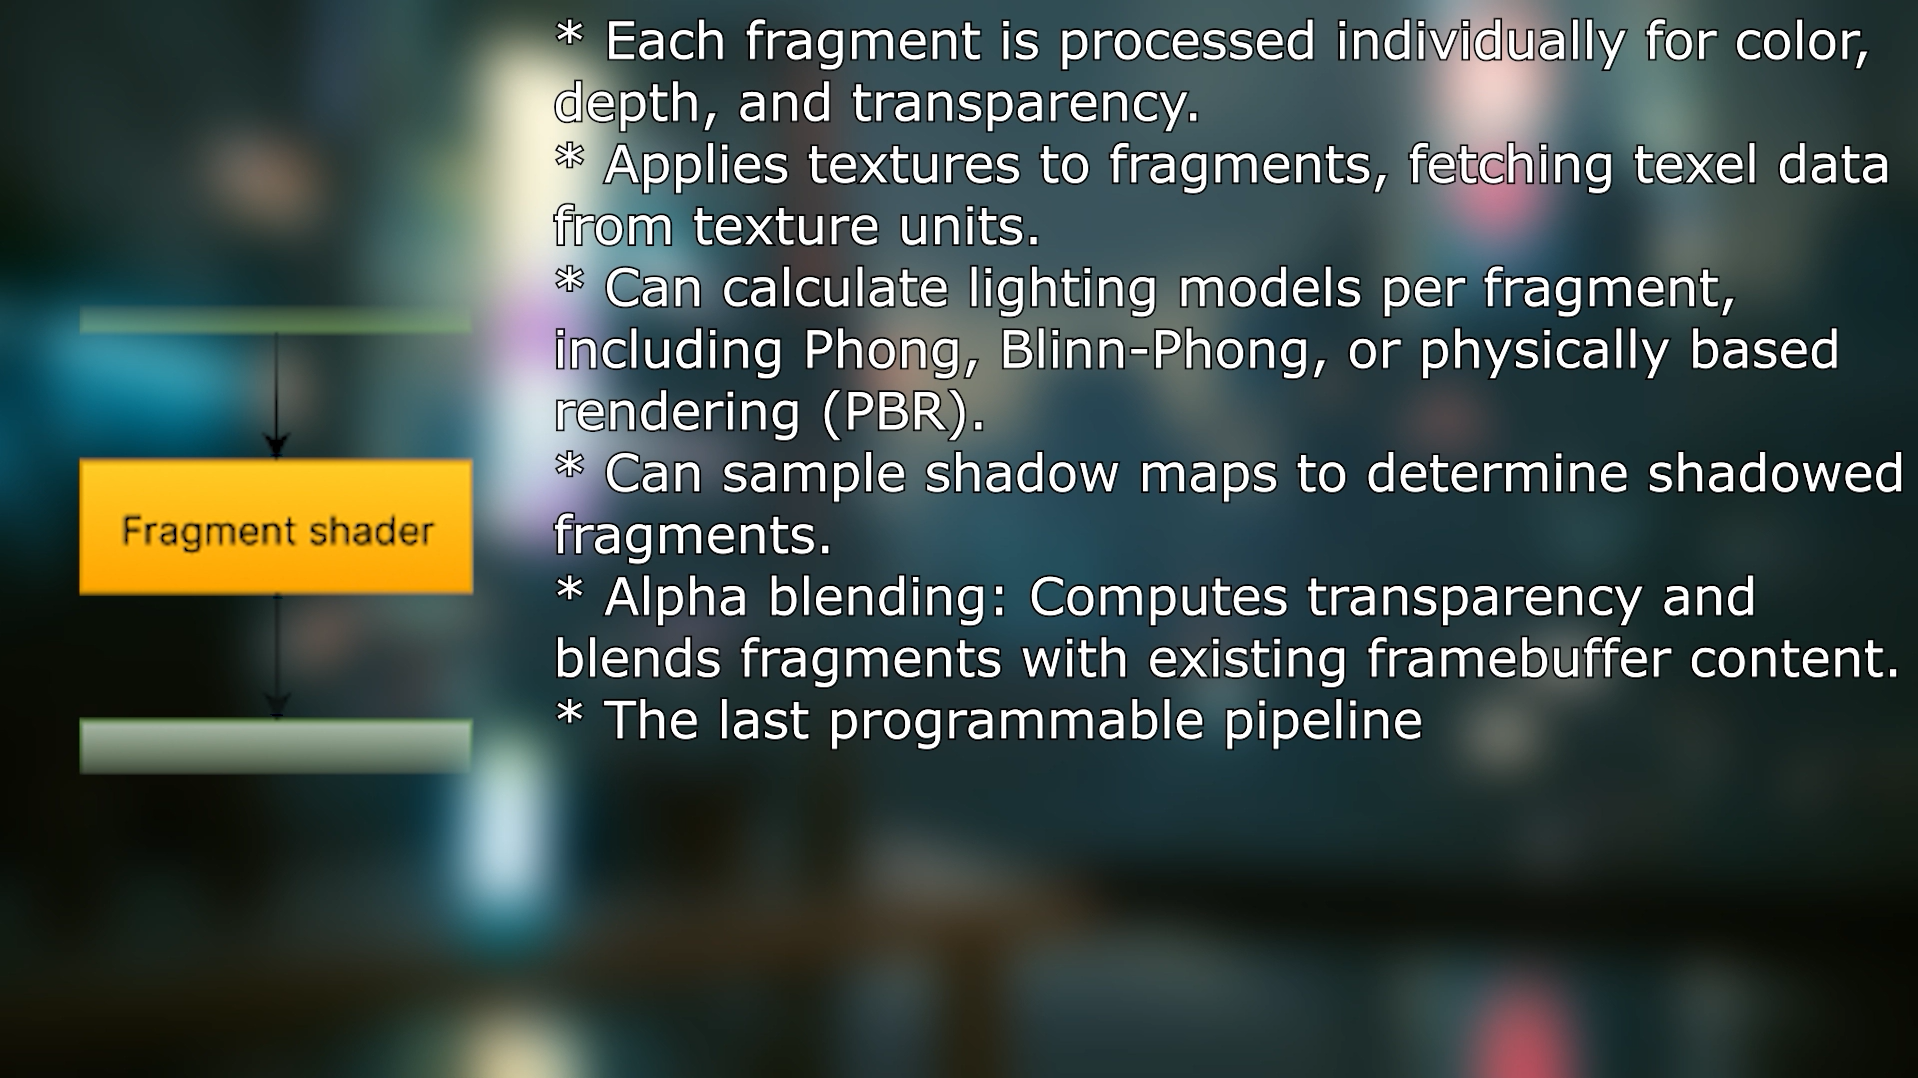 * Each fragment is processed individually for color,
depth, and transparency.
* Applies textures to fragments, fetching texel data
from texture units.
* Can calculate lighting models per fragment,
including Phong, Blinn-Phong, or physically based
rendering (PBR).
* Can sample shadow maps to determine shadowed
fragments.
* Alpha blending: Computes transparency and
blends fragments with existing framebuffer content.
* The last programmable pipeline
Fragment shader